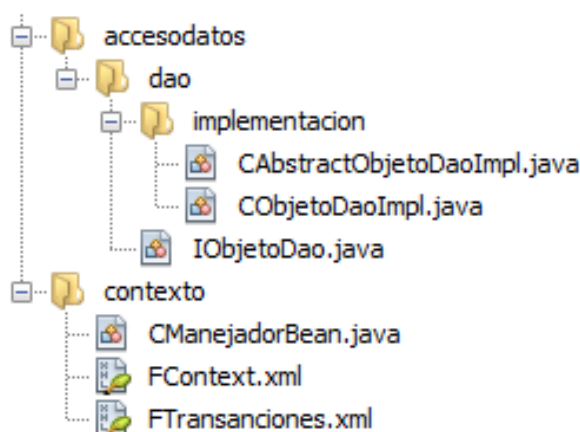 accesodatos
dao
implementacion
CAbstractObjetoDaoImpl.java
CObjetoDaoImpl.java
IObjetoDao.java
contexto
CManejadorBean.java
FContext.xml
FTransanciones.xml